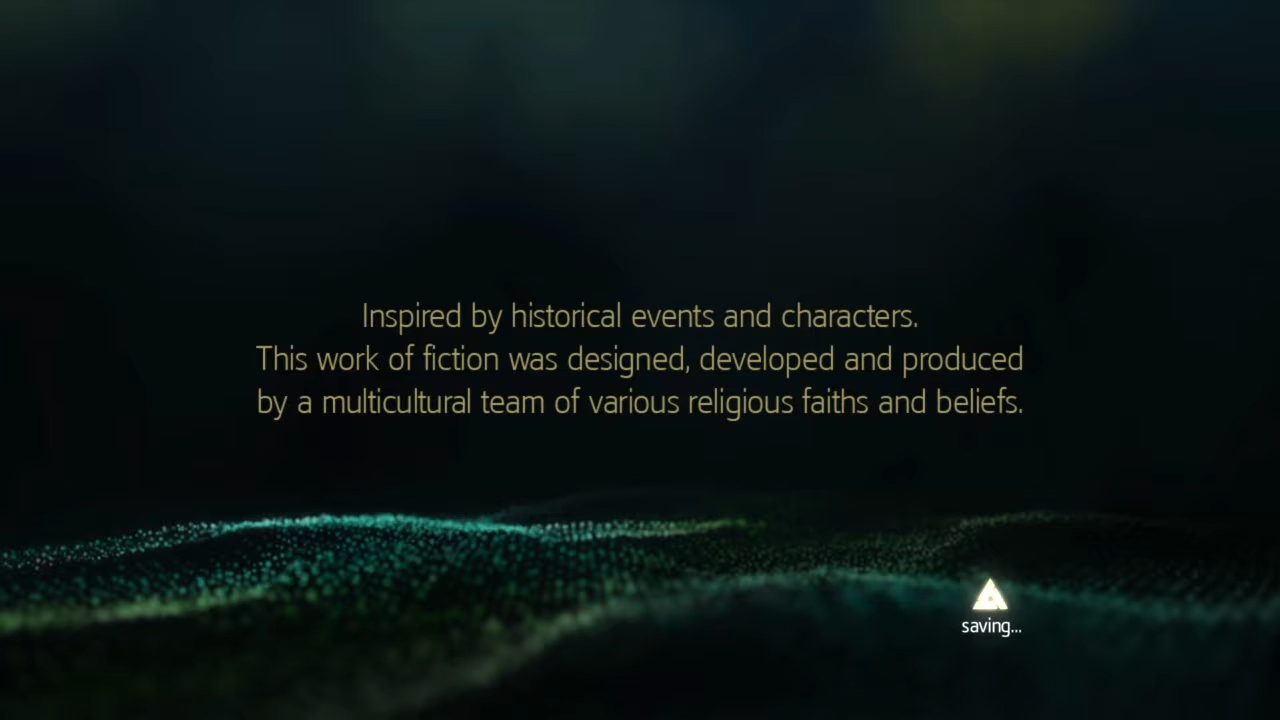 Inspired by historical events and characters.
This work of fiction was designed, developed and produced
by a multicultural team of various religious faiths and beliefs.
saving...